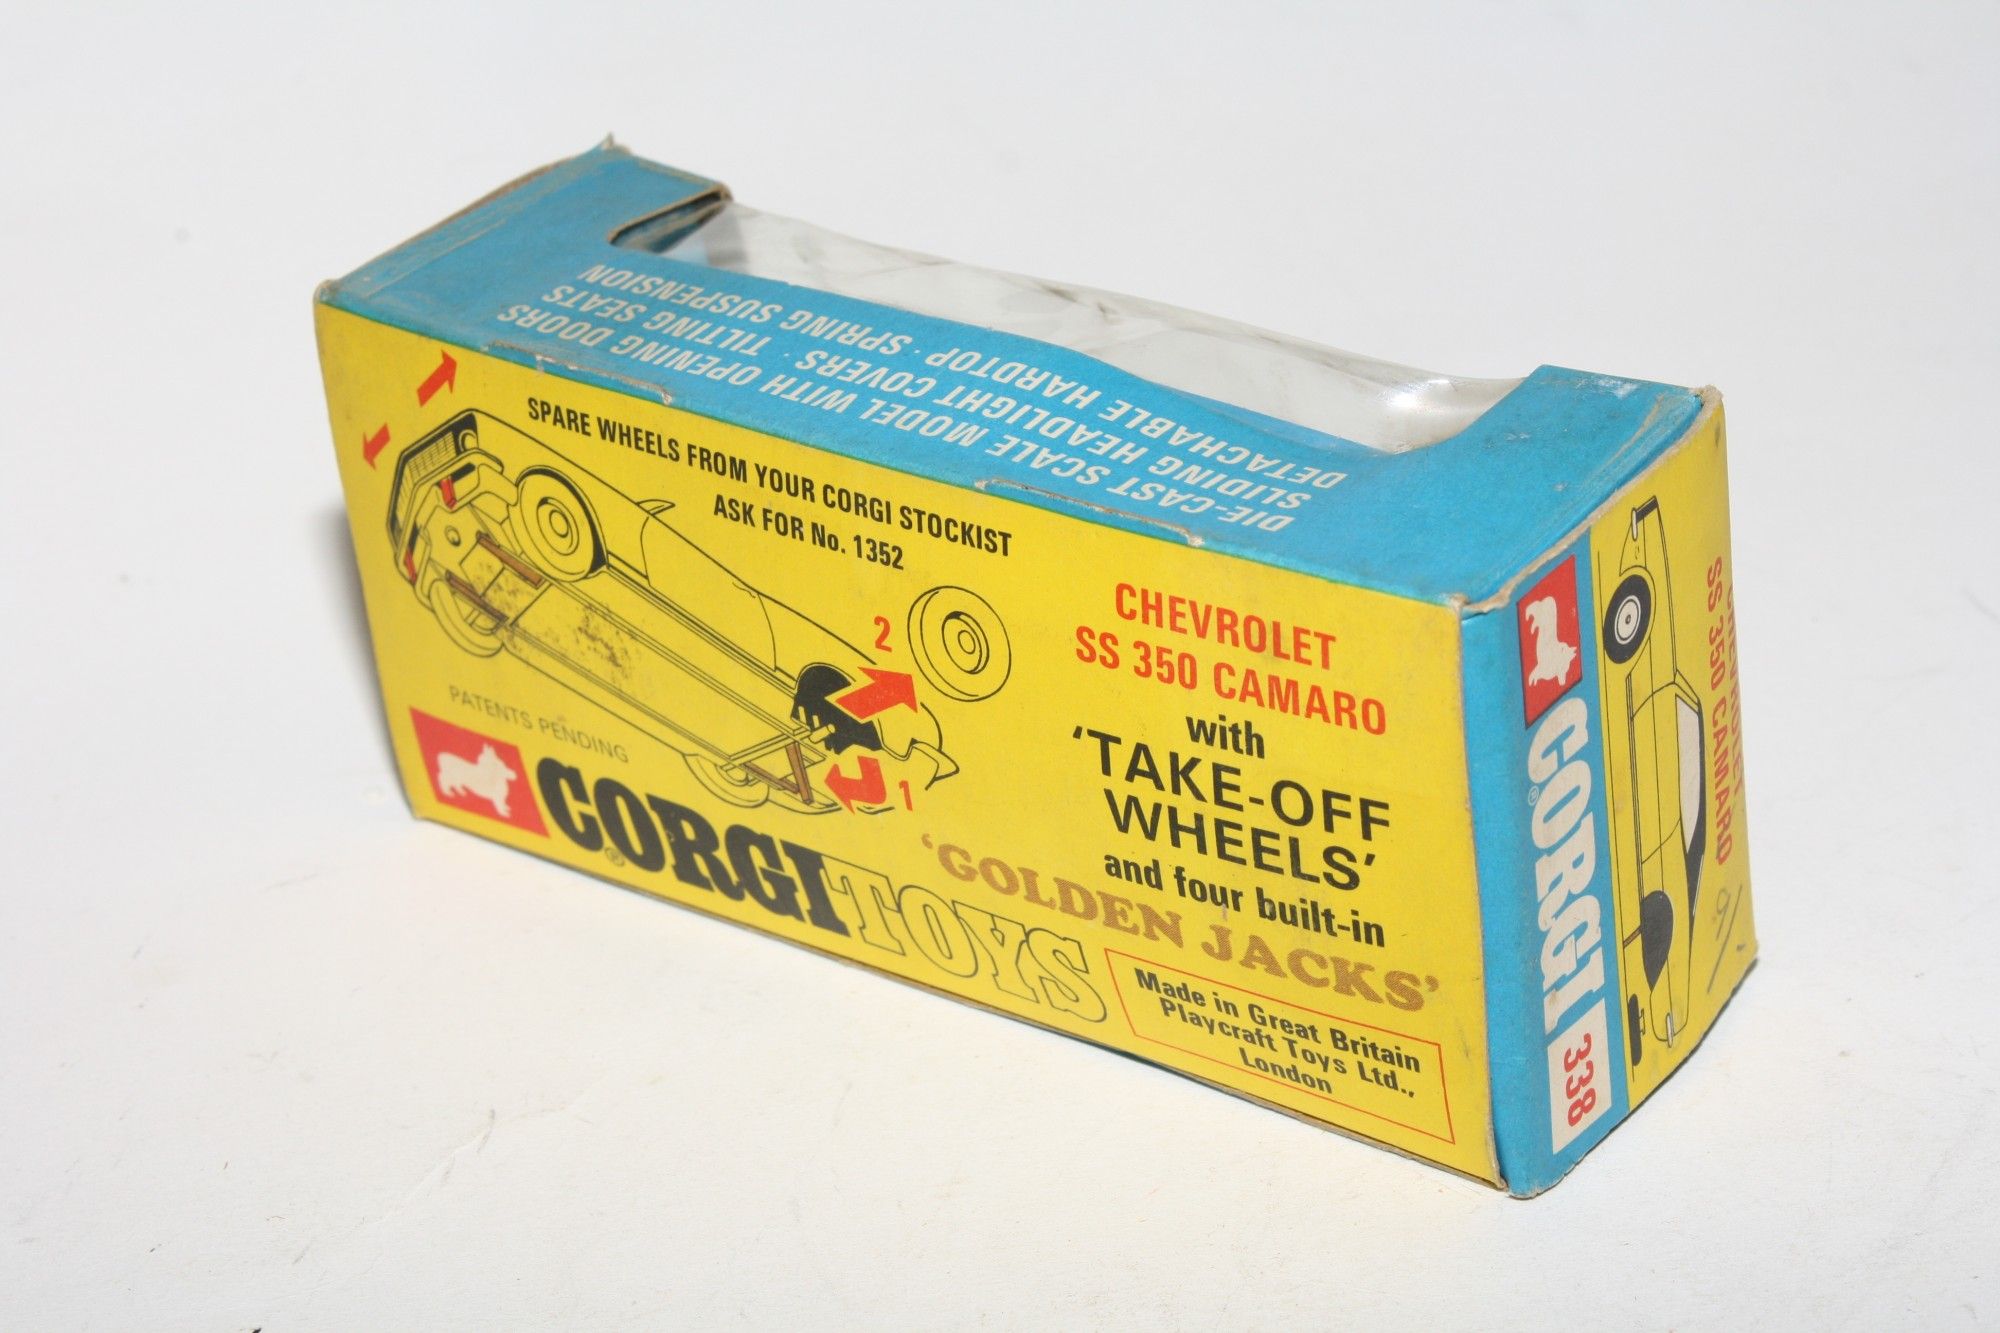 DIE-CAST SCALE MODEL WITH OPENING DOORS
SLIDING HEADLIGHT COVERS · TILTING SEATS
DETACHABLE HARDTOP · SPRING SUSPENSION
SPARE WHEELS FROM YOUR CORGI STOCKIST
ASK FOR No. 1352
2
1
PATENTS PENDING
CORGI TOYS
®
CHEVROLET
SS 350 CAMARO
with
'TAKE-OFF
WHEELS'
and four built-in
'GOLDEN JACKS'
Made in Great Britain
Playcraft Toys Ltd.,
London
CORGI
®
338
CHEVROLET
SS 350 CAMARO